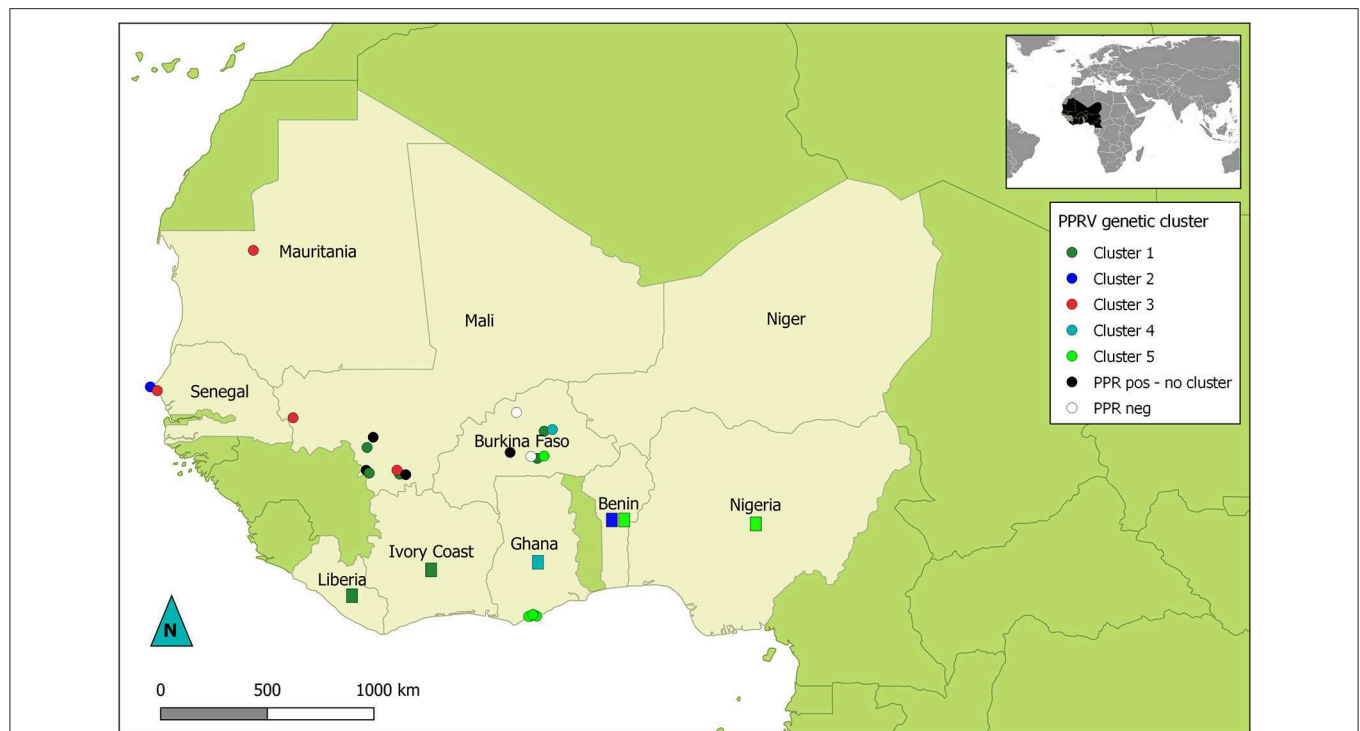 PPRV genetic cluster
Cluster 1
Cluster 2
Cluster 3
Cluster 4
Cluster 5
PPR pos - no cluster
PPR neg
Mauritania
Mali
Niger
Senegal
Burkina Faso
Benin
Nigeria
Ghana
Ivory Coast
Liberia
N
0 500 1000 km